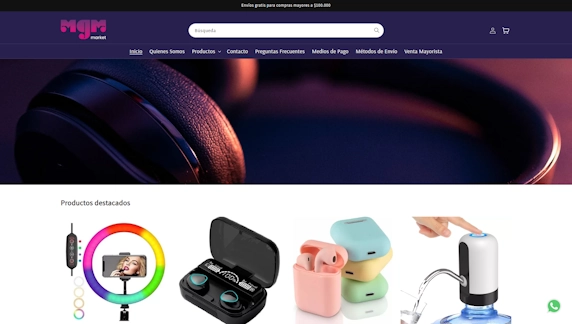 Envíos gratis para compras mayores a $100.000
MGM
market
Búsqueda
Inicio Quienes Somos Productos Contacto Preguntas Frecuentes Medios de Pago Métodos de Envío Venta Mayorista
Productos destacados